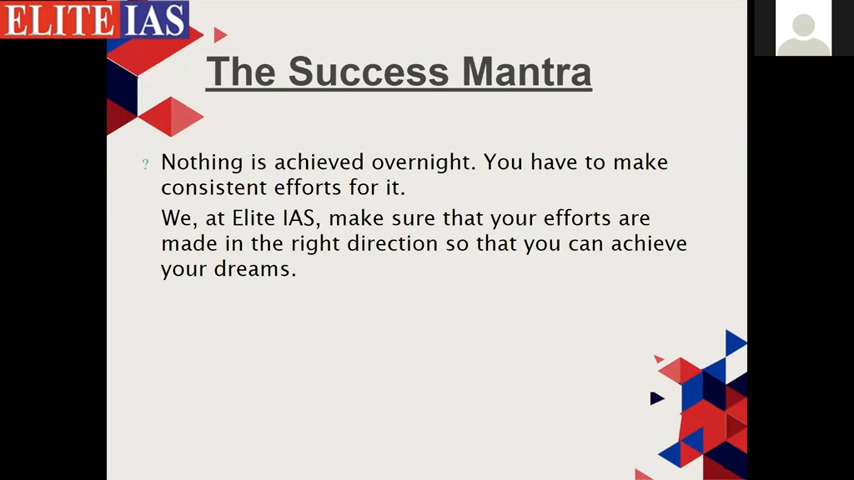 ELITE IAS
The Success Mantra
? Nothing is achieved overnight. You have to make
consistent efforts for it.
We, at Elite IAS, make sure that your efforts are
made in the right direction so that you can achieve
your dreams.